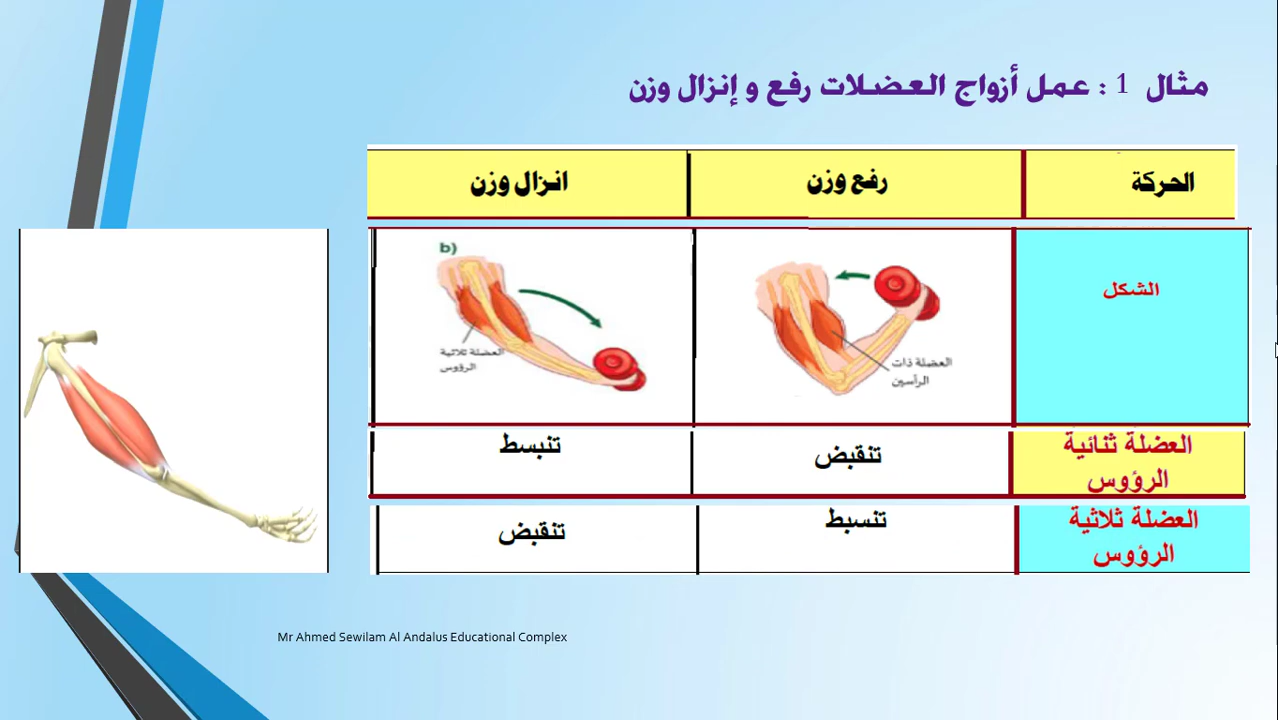 مثال 1 : عمل أزواج العضلات رفع و إنزال وزن
الحركة رفع وزن انزال وزن
الشكل
العضلة ذات
الرأسين
b)
العضلة ثلاثية
الرؤوس
العضلة ثنائية
الرؤوس
تنقبض تنبسط
العضلة ثلاثية
الرؤوس
تنسبط تنقبض
Mr Ahmed Sewilam Al Andalus Educational Complex